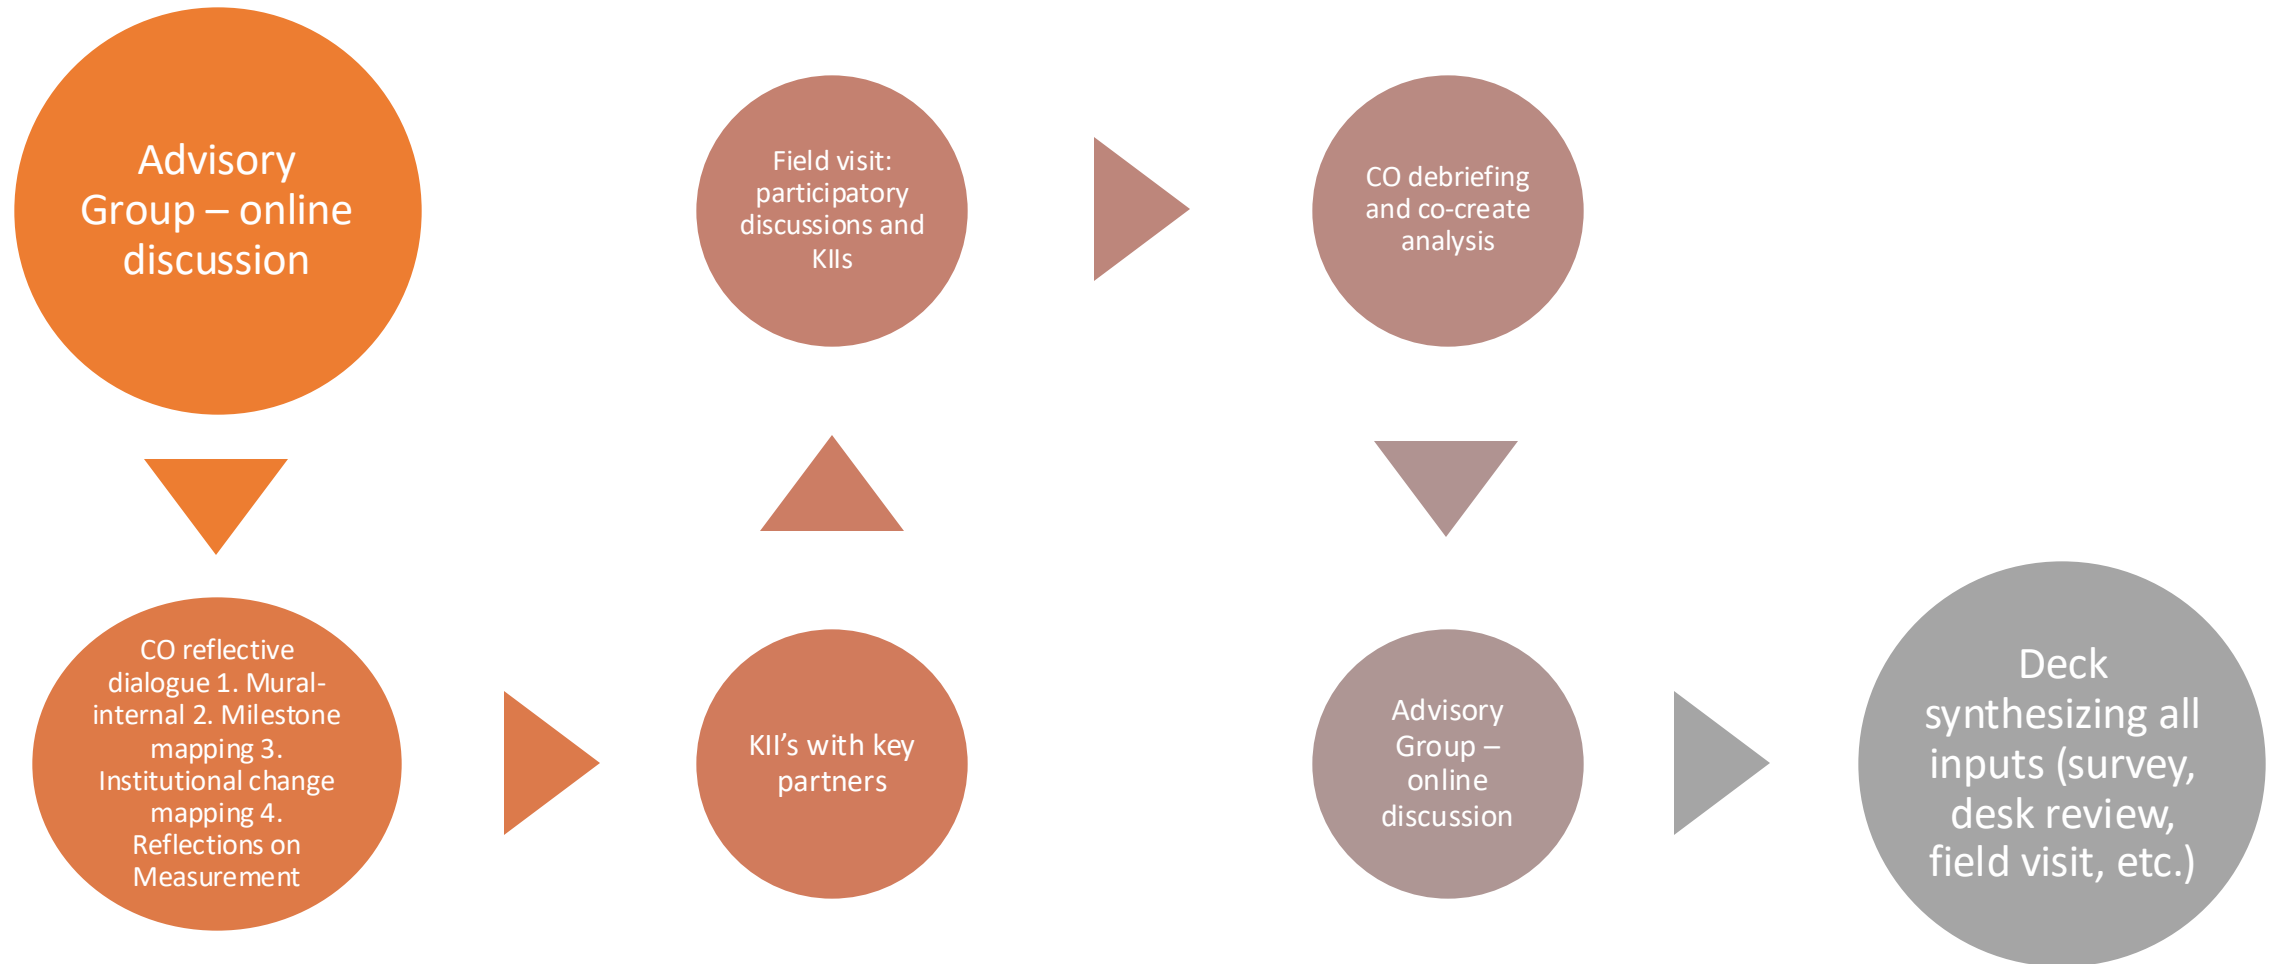 Advisory
Group – online
discussion
CO reflective
dialogue 1. Mural-
internal 2. Milestone
mapping 3.
Institutional change
mapping 4.
Reflections on
Measurement
KII's with key
partners
Field visit:
participatory
discussions and
KIIs
CO debriefing
and co-create
analysis
Advisory
Group –
online
discussion
Deck
synthesizing all
inputs (survey,
desk review,
field visit, etc.)